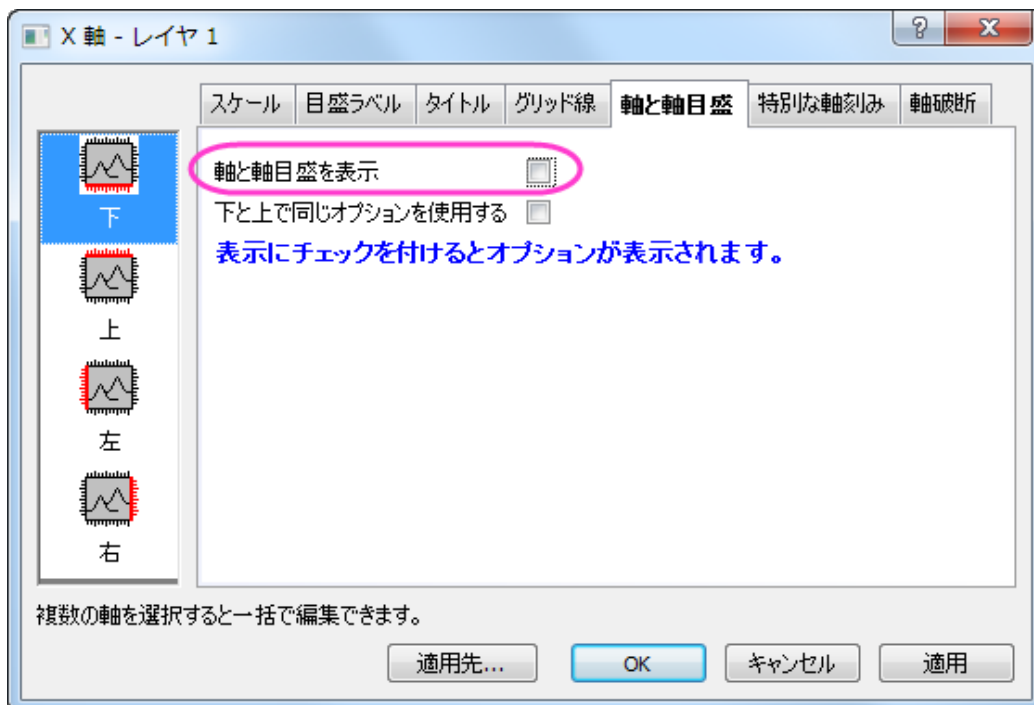 X 軸 - レイヤ 1
スケール 目盛ラベル タイトル グリッド線 軸と軸目盛 特別な軸刻み 軸破断
下
上
左
右
軸と軸目盛を表示
下と上で同じオプションを使用する
表示にチェックを付けるとオプションが表示されます。
複数の軸を選択すると一括で編集できます。
適用先... OK キャンセル 適用